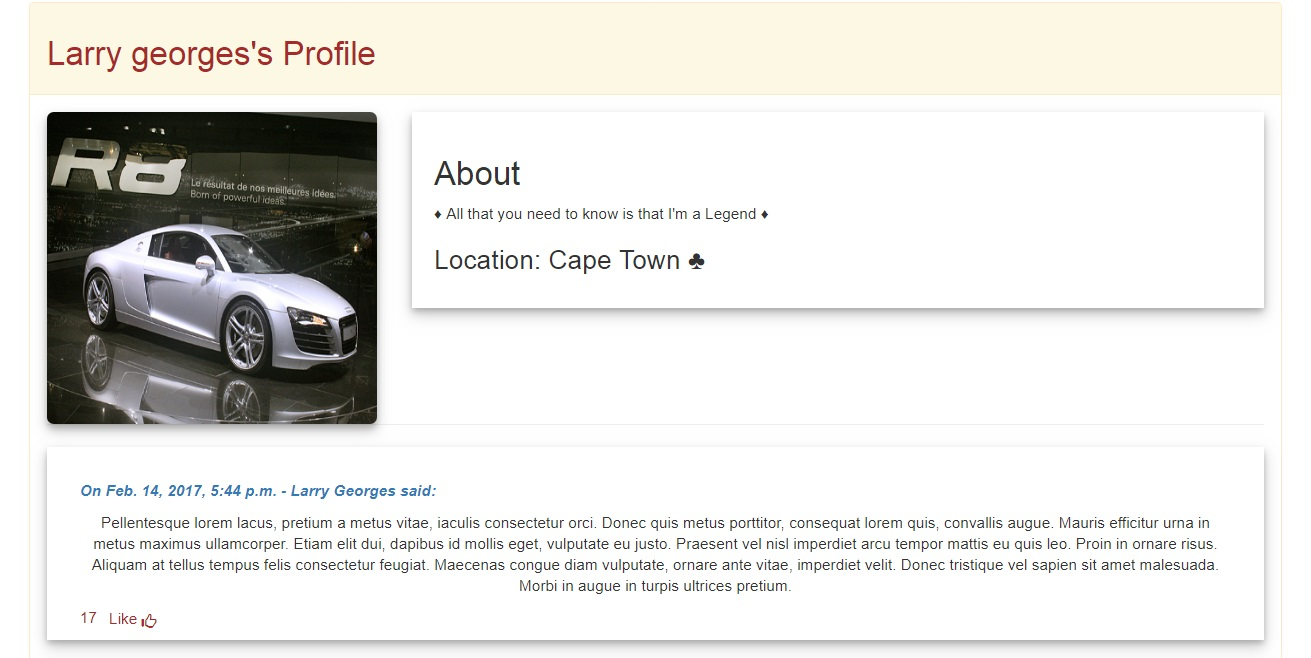 Larry georges's Profile
R8
Le résultat de nos meilleures idées.
Born of powerful ideas.
About
♦ All that you need to know is that I'm a Legend ♦
Location: Cape Town ♣
On Feb. 14, 2017, 5:44 p.m. - Larry Georges said:
Pellentesque lorem lacus, pretium a metus vitae, iaculis consectetur orci. Donec quis metus porttitor, consequat lorem quis, convallis augue. Mauris efficitur urna in
metus maximus ullamcorper. Etiam elit dui, dapibus id mollis eget, vulputate eu justo. Praesent vel nisl imperdiet arcu tempor mattis eu quis leo. Proin in ornare risus.
Aliquam at tellus tempus felis consectetur feugiat. Maecenas congue diam vulputate, ornare ante vitae, imperdiet velit. Donec tristique vel sapien sit amet malesuada.
Morbi in augue in turpis ultrices pretium.
17 Like